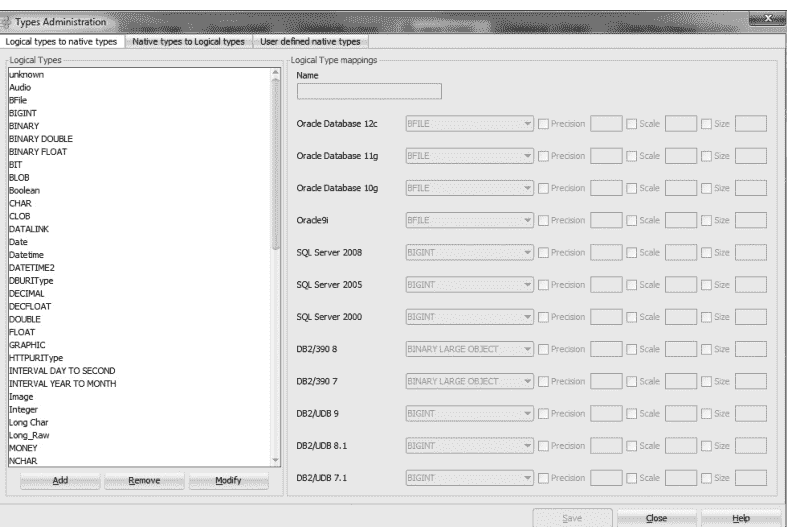 Types Administration
x
Logical types to native types
Native types to Logical types
User defined native types
Logical Types
unknown
Audio
BFile
BIGINT
BINARY
BINARY DOUBLE
BINARY FLOAT
BIT
BLOB
Boolean
CHAR
CLOB
DATALINK
Date
Datetime
DATETIME2
DBURIType
DECIMAL
DECFLOAT
DOUBLE
FLOAT
GRAPHIC
HTTPURIType
INTERVAL DAY TO SECOND
INTERVAL YEAR TO MONTH
Image
Integer
Long Char
Long_Raw
MONEY
NCHAR
Add Remove Modify
Logical Type mappings
Name
Oracle Database 12c BFILE Precision Scale Size
Oracle Database 11g BFILE Precision Scale Size
Oracle Database 10g BFILE Precision Scale Size
Oracle9i BFILE Precision Scale Size
SQL Server 2008 BIGINT Precision Scale Size
SQL Server 2005 BIGINT Precision Scale Size
SQL Server 2000 BIGINT Precision Scale Size
DB2/390 8 BINARY LARGE OBJECT Precision Scale Size
DB2/390 7 BINARY LARGE OBJECT Precision Scale Size
DB2/UDB 9 BIGINT Precision Scale Size
DB2/UDB 8.1 BIGINT Precision Scale Size
DB2/UDB 7.1 BIGINT Precision Scale Size
Save Close Help